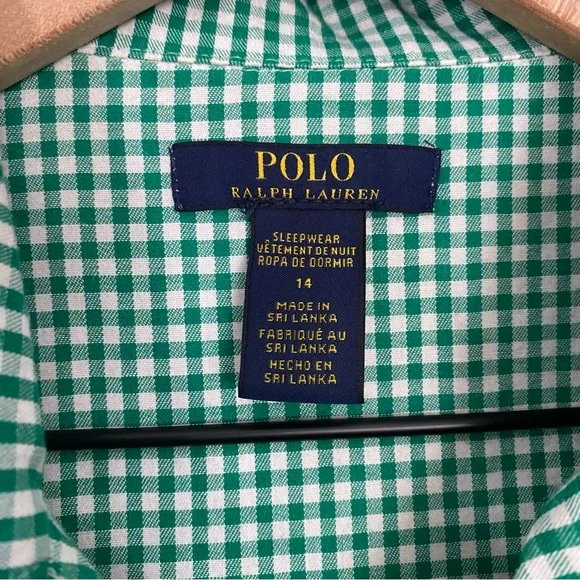 POLO
RALPH LAUREN
SLEEPWEAR
VÊTEMENT DE NUIT
ROPA DE DORMIR
14
MADE IN
SRI LANKA
FABRIQUÉ AU
SRI LANKA
HECHO EN
SRI LANKA